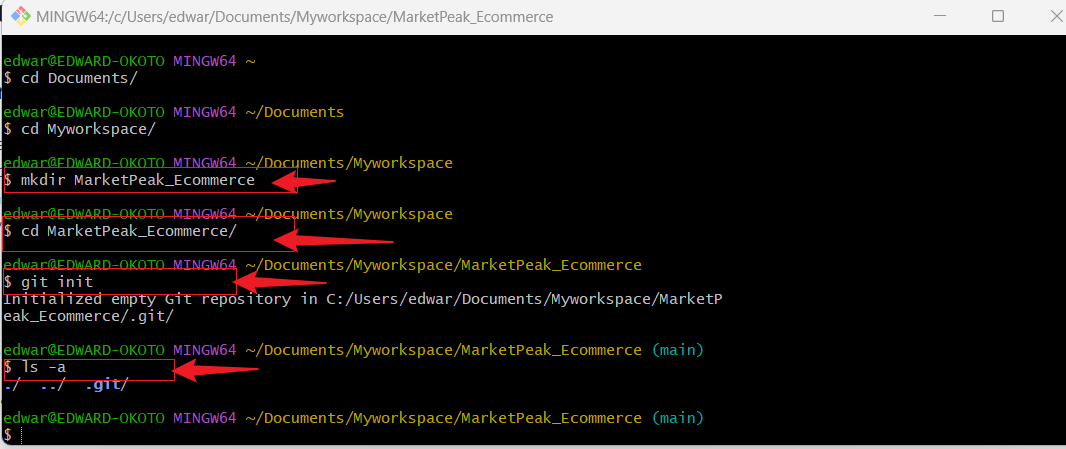 MINGW64:/c/Users/edwar/Documents/Myworkspace/MarketPeak_Ecommerce
edwar@EDWARD-OKOTO MINGW64 ~
$ cd Documents/
edwar@EDWARD-OKOTO MINGW64 ~/Documents
$ cd Myworkspace/
edwar@EDWARD-OKOTO MINGW64 ~/Documents/Myworkspace
$ mkdir MarketPeak_Ecommerce
edwar@EDWARD-OKOTO MINGW64 ~/Documents/Myworkspace
$ cd MarketPeak_Ecommerce/
edwar@EDWARD-OKOTO MINGW64 ~/Documents/Myworkspace/MarketPeak_Ecommerce
$ git init
Initialized empty Git repository in C:/Users/edwar/Documents/Myworkspace/MarketP
eak_Ecommerce/.git/
edwar@EDWARD-OKOTO MINGW64 ~/Documents/Myworkspace/MarketPeak_Ecommerce (main)
$ ls -a
./ ../ .git/
edwar@EDWARD-OKOTO MINGW64 ~/Documents/Myworkspace/MarketPeak_Ecommerce (main)
$